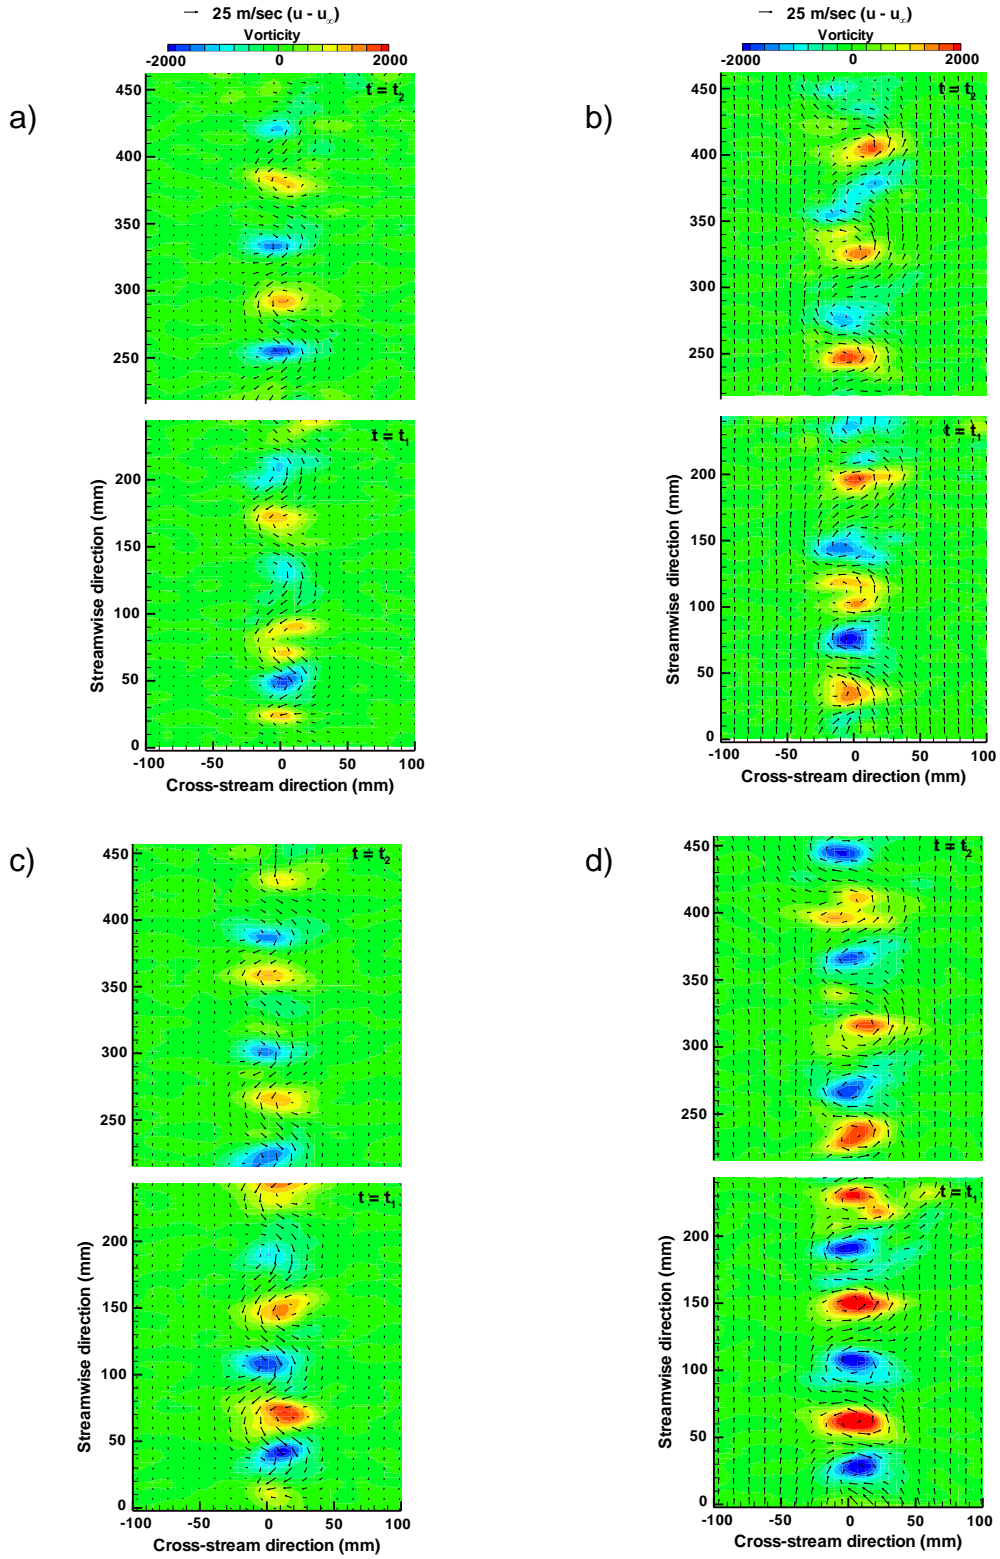 25 m/sec (u - u∞)
Vorticity
-2000 0 2000
a)
t = t2
450
400
350
300
250
t = t1
200
150
100
50
0
Streamwise direction (mm)
-100 -50 0 50 100
Cross-stream direction (mm)
25 m/sec (u - u∞)
Vorticity
-2000 0 2000
b)
t = t2
450
400
350
300
250
t = t1
200
150
100
50
0
Streamwise direction (mm)
-100 -50 0 50 100
Cross-stream direction (mm)
c)
t = t2
450
400
350
300
250
t = t1
200
150
100
50
0
Streamwise direction (mm)
-100 -50 0 50 100
Cross-stream direction (mm)
d)
t = t2
450
400
350
300
250
t = t1
200
150
100
50
0
Streamwise direction (mm)
-100 -50 0 50 100
Cross-stream direction (mm)